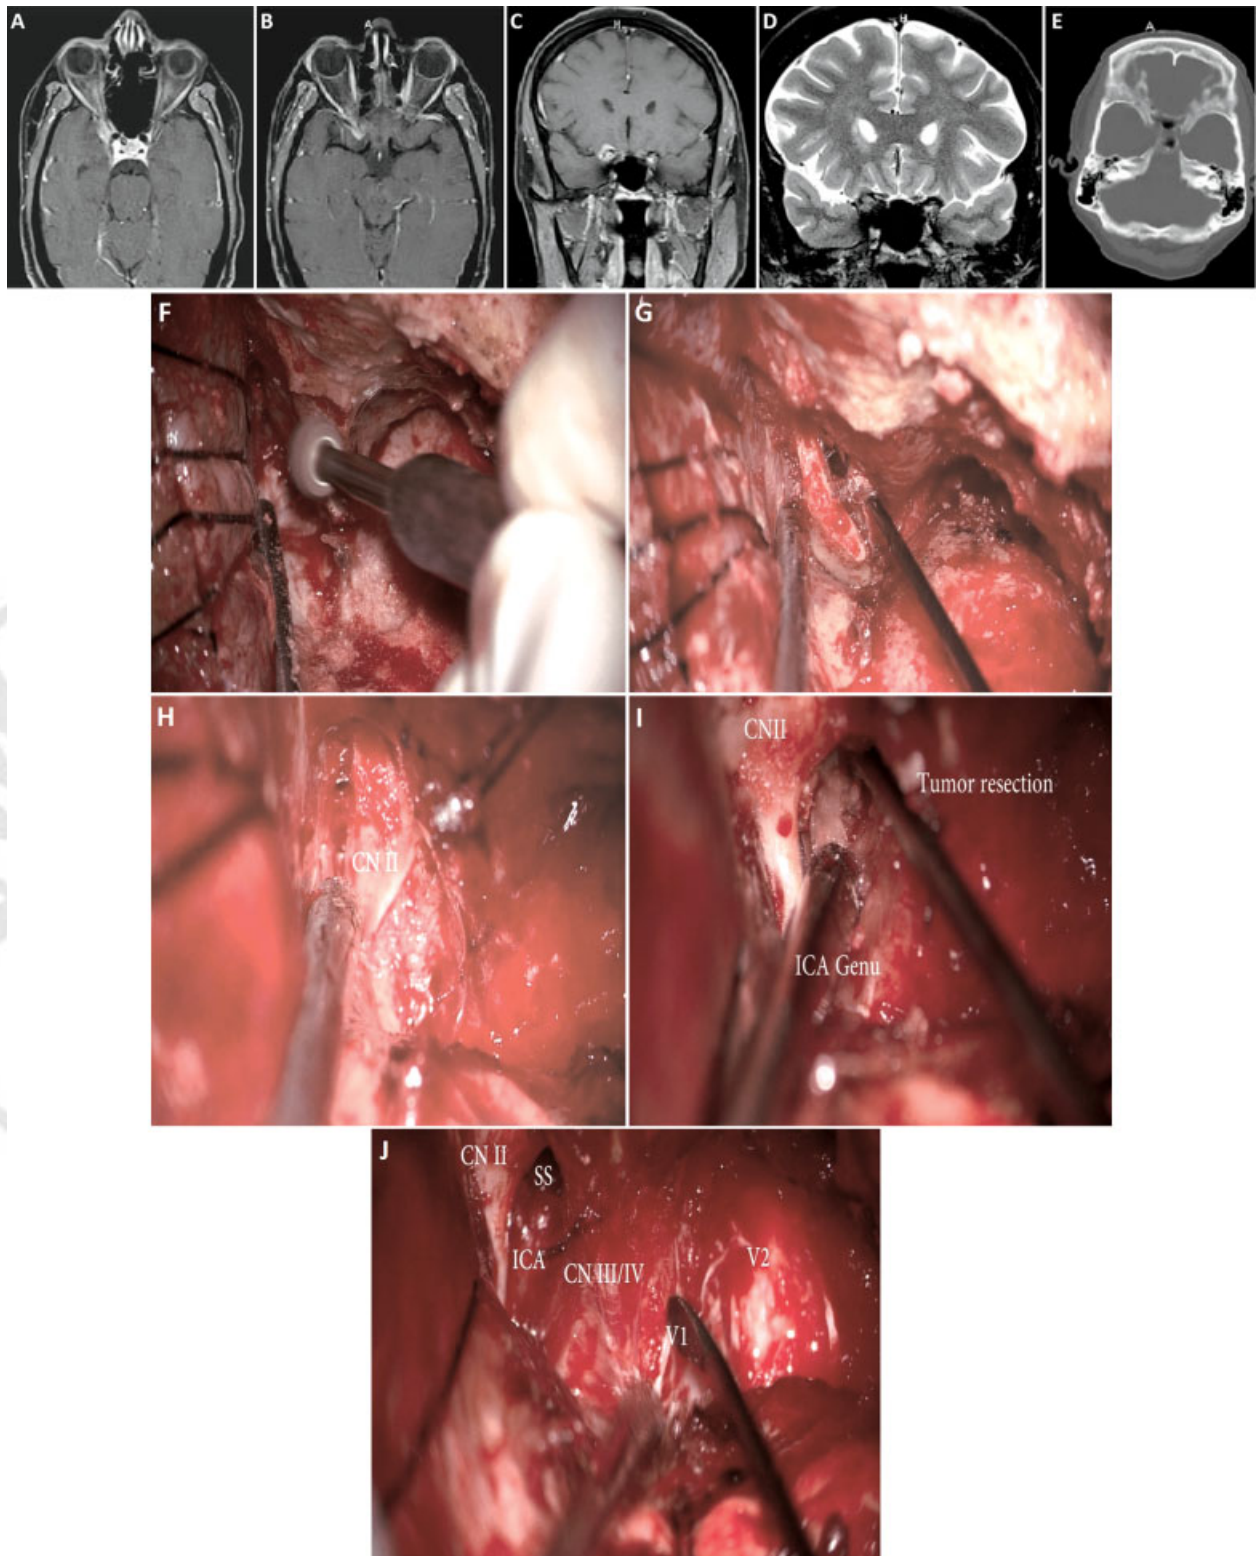 A
A
B
A
C
H
D
H
E
A
F
G
H
CN II
I
CNII
Tumor resection
ICA Genu
J
CN II
SS
ICA
CN III/IV
V1
V2